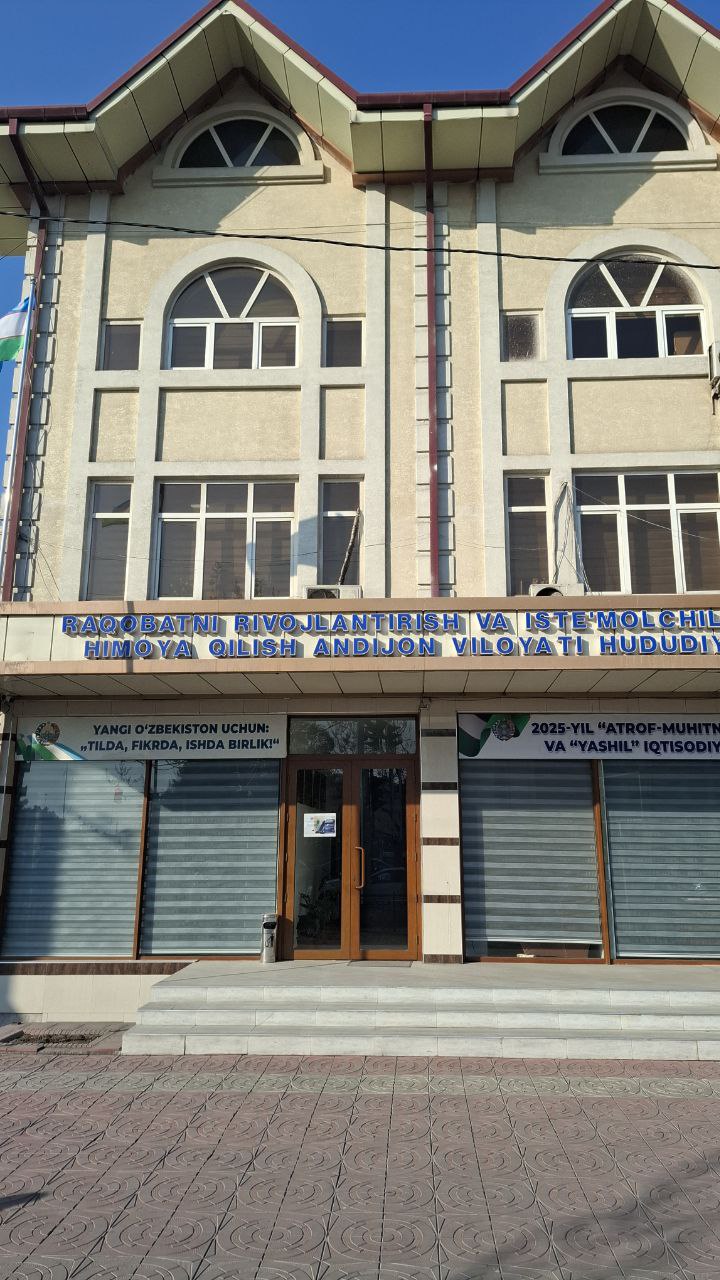 RAQOBATNI RIVOJLANTIRISH VA ISTE'MOLCHIL
HIMOYA QILISH ANDIJON VILOYATI HUDUDIY
YANGI O‘ZBEKISTON UCHUN:
„TILDA, FIKRDA, ISHDA BIRLIK!“
2025-YIL “ATROF-MUHITN
VA “YASHIL” IQTISODIY